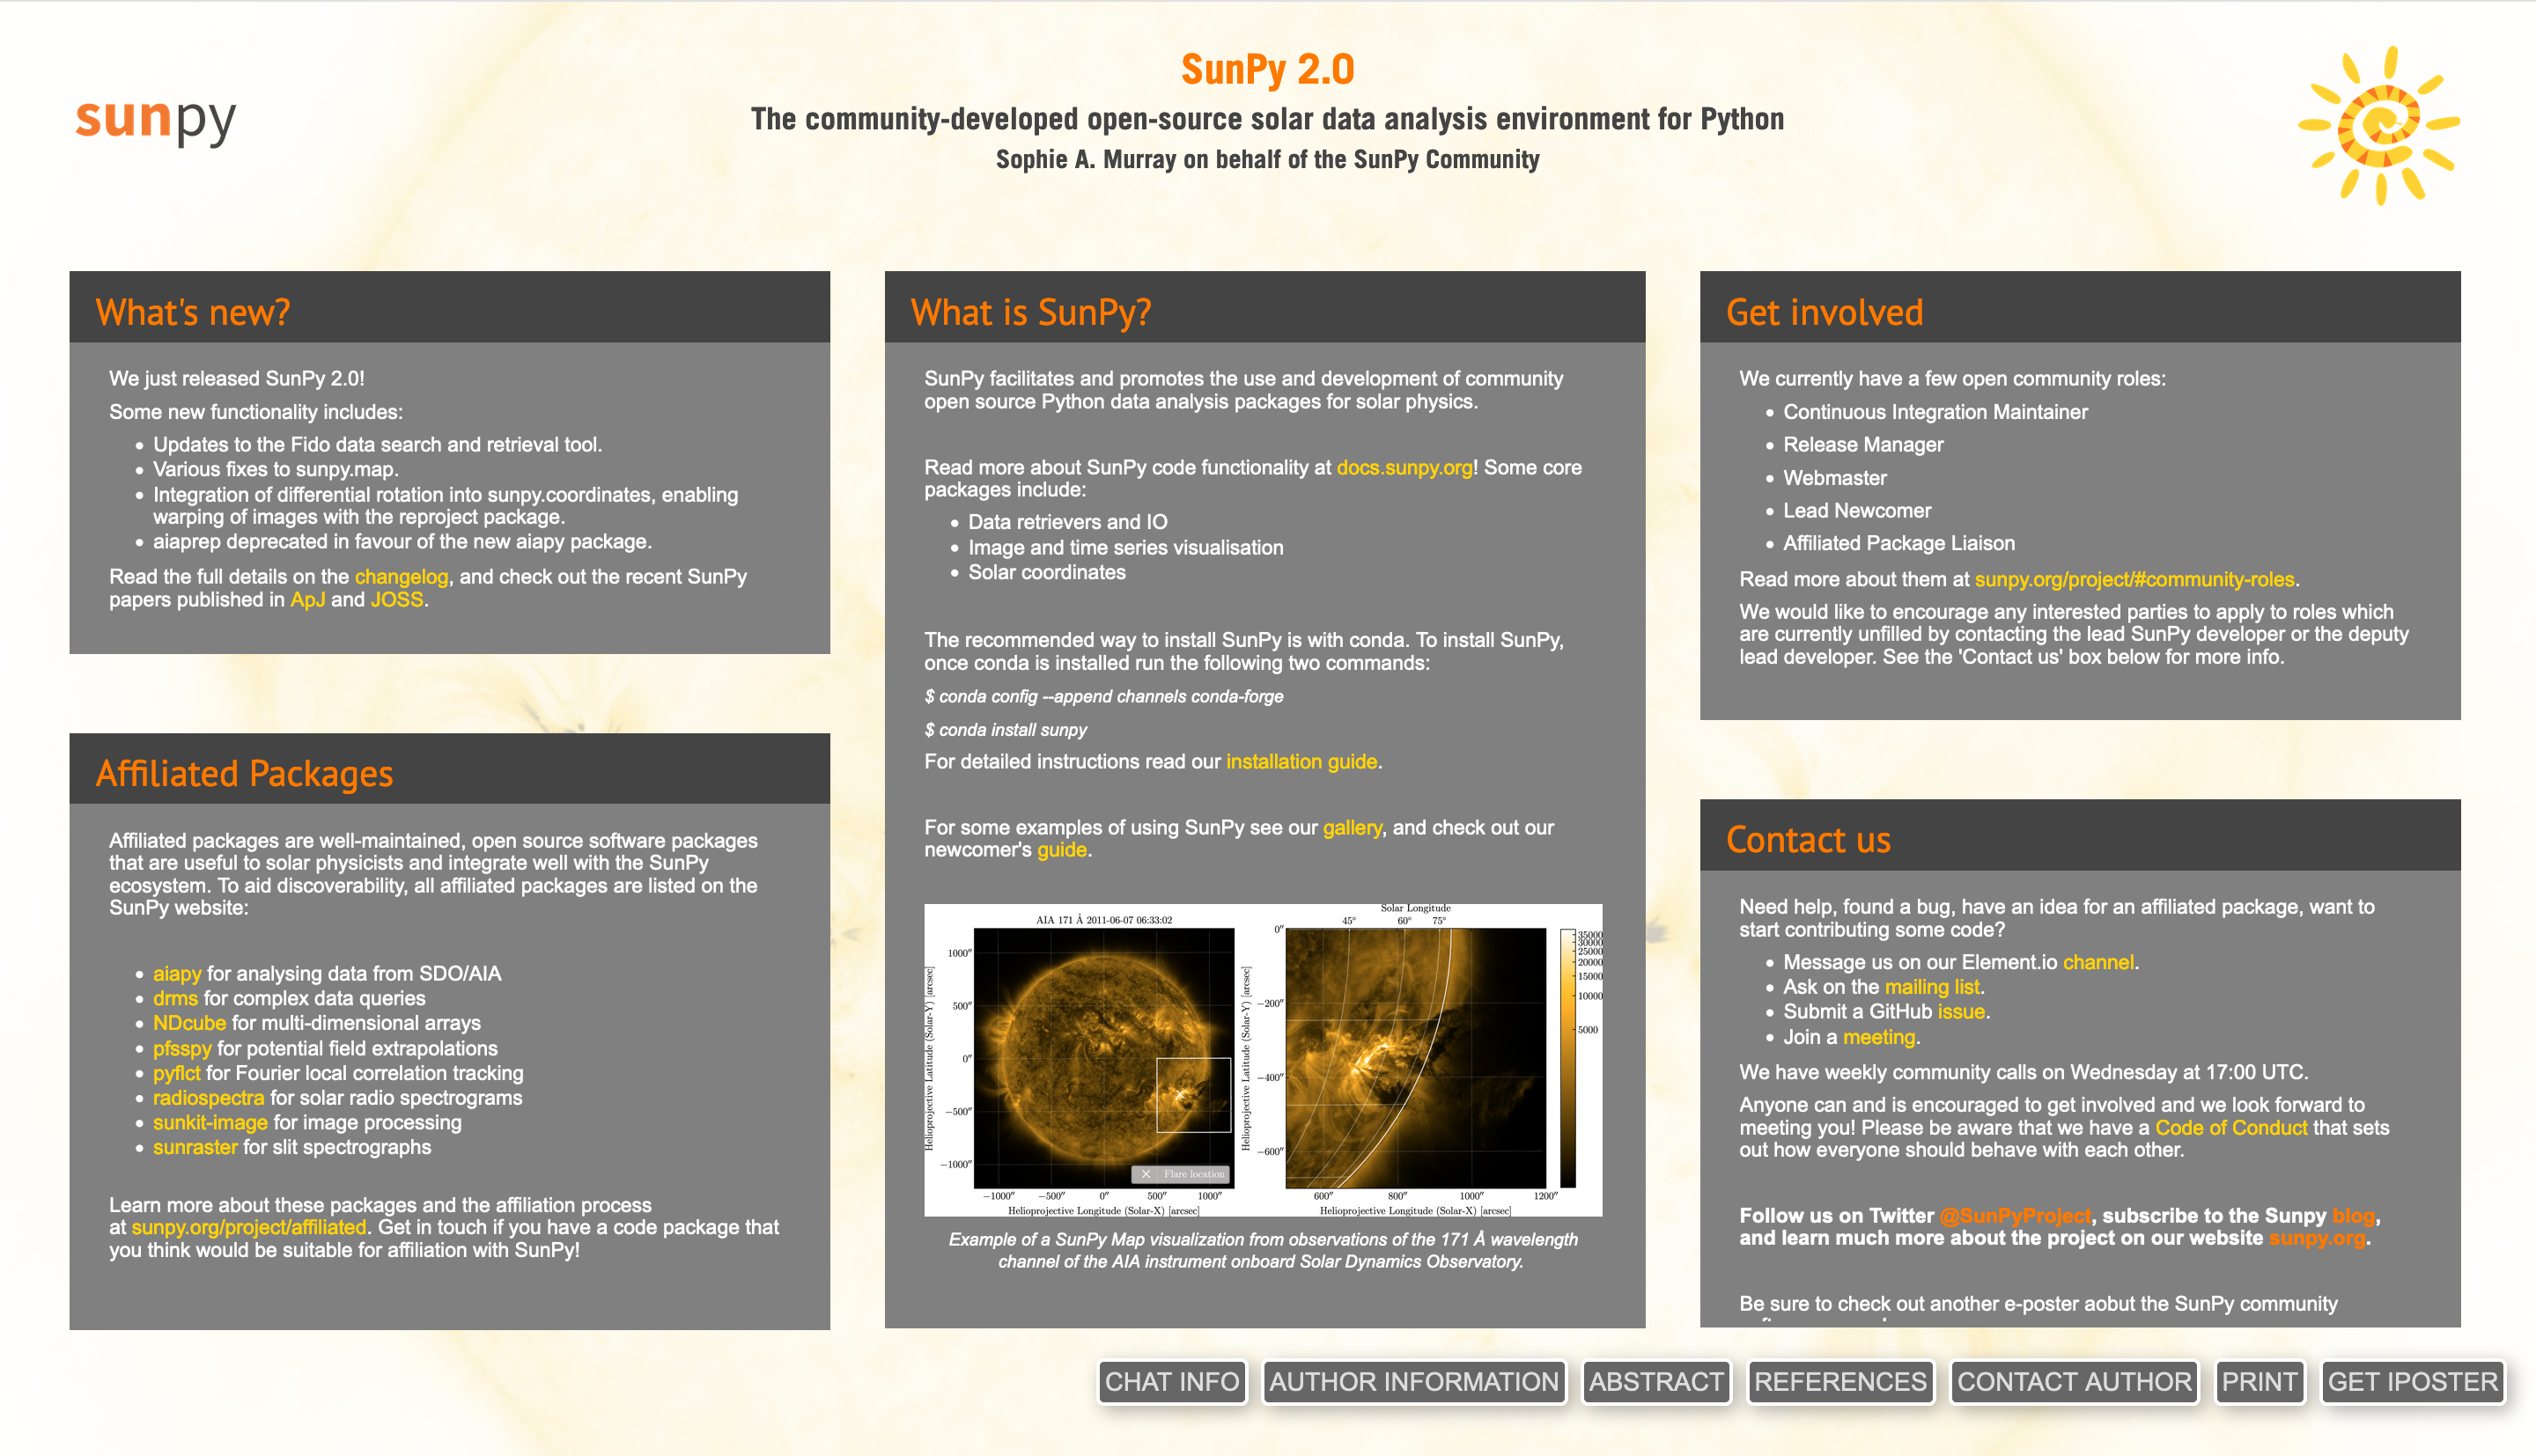 sunpy
SunPy 2.0
The community-developed open-source solar data analysis environment for Python
Sophie A. Murray on behalf of the SunPy Community
What's new?
We just released SunPy 2.0!
Some new functionality includes:
• Updates to the Fido data search and retrieval tool.
• Various fixes to sunpy.map.
• Integration of differential rotation into sunpy.coordinates, enabling
warping of images with the reproject package.
• aiaprep deprecated in favour of the new aiapy package.
Read the full details on the changelog, and check out the recent SunPy
papers published in ApJ and JOSS.
Affiliated Packages
Affiliated packages are well-maintained, open source software packages
that are useful to solar physicists and integrate well with the SunPy
ecosystem. To aid discoverability, all affiliated packages are listed on the
SunPy website:
• aiapy for analysing data from SDO/AIA
• drms for complex data queries
• NDcube for multi-dimensional arrays
• pfsspy for potential field extrapolations
• pyflct for Fourier local correlation tracking
• radiospectra for solar radio spectrograms
• sunkit-image for image processing
• sunraster for slit spectrographs
Learn more about these packages and the affiliation process
at sunpy.org/project/affiliated. Get in touch if you have a code package that
you think would be suitable for affiliation with SunPy!
What is SunPy?
SunPy facilitates and promotes the use and development of community
open source Python data analysis packages for solar physics.
Read more about SunPy code functionality at docs.sunpy.org! Some core
packages include:
• Data retrievers and IO
• Image and time series visualisation
• Solar coordinates
The recommended way to install SunPy is with conda. To install SunPy,
once conda is installed run the following two commands:
$ conda config --append channels conda-forge
$ conda install sunpy
For detailed instructions read our installation guide.
For some examples of using SunPy see our gallery, and check out our
newcomer's guide.
AIA 171 Å 2011-06-07 06:33:02
Helioprojective Latitude (Solar-Y) [arcsec]
1000″
500″
0″
−500″
−1000″
Flare location
−1000″ −500″ 0″ 500″ 1000″
Helioprojective Longitude (Solar-X) [arcsec]
Solar Longitude
45° 60° 75°
Helioprojective Latitude (Solar-Y) [arcsec]
0″
−200″
−400″
−600″
600″ 800″ 1000″ 1200″
Helioprojective Longitude (Solar-X) [arcsec]
35000
30000
25000
20000
15000
10000
5000
Example of a SunPy Map visualization from observations of the 171 Å wavelength
channel of the AIA instrument onboard Solar Dynamics Observatory.
Get involved
We currently have a few open community roles:
• Continuous Integration Maintainer
• Release Manager
• Webmaster
• Lead Newcomer
• Affiliated Package Liaison
Read more about them at sunpy.org/project/#community-roles.
We would like to encourage any interested parties to apply to roles which
are currently unfilled by contacting the lead SunPy developer or the deputy
lead developer. See the 'Contact us' box below for more info.
Contact us
Need help, found a bug, have an idea for an affiliated package, want to
start contributing some code?
• Message us on our Element.io channel.
• Ask on the mailing list.
• Submit a GitHub issue.
• Join a meeting.
We have weekly community calls on Wednesday at 17:00 UTC.
Anyone can and is encouraged to get involved and we look forward to
meeting you! Please be aware that we have a Code of Conduct that sets
out how everyone should behave with each other.
Follow us on Twitter @SunPyProject, subscribe to the Sunpy blog,
and learn much more about the project on our website sunpy.org.
Be sure to check out another e-poster aobut the SunPy community
CHAT INFO AUTHOR INFORMATION ABSTRACT REFERENCES CONTACT AUTHOR PRINT GET IPOSTER